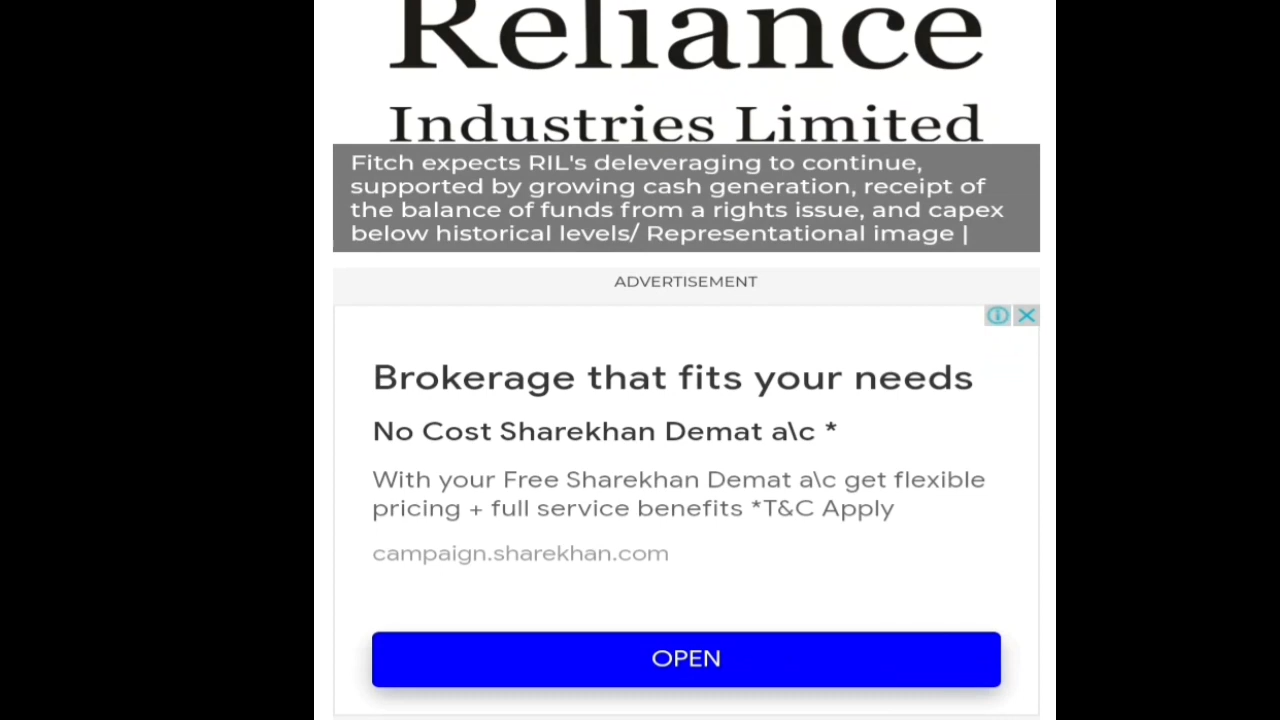 Reliance
Industries Limited
Fitch expects RIL's deleveraging to continue,
supported by growing cash generation, receipt of
the balance of funds from a rights issue, and capex
below historical levels/ Representational image |
ADVERTISEMENT
Brokerage that fits your needs
No Cost Sharekhan Demat a\c *
With your Free Sharekhan Demat a\c get flexible
pricing + full service benefits *T&C Apply
campaign.sharekhan.com
OPEN